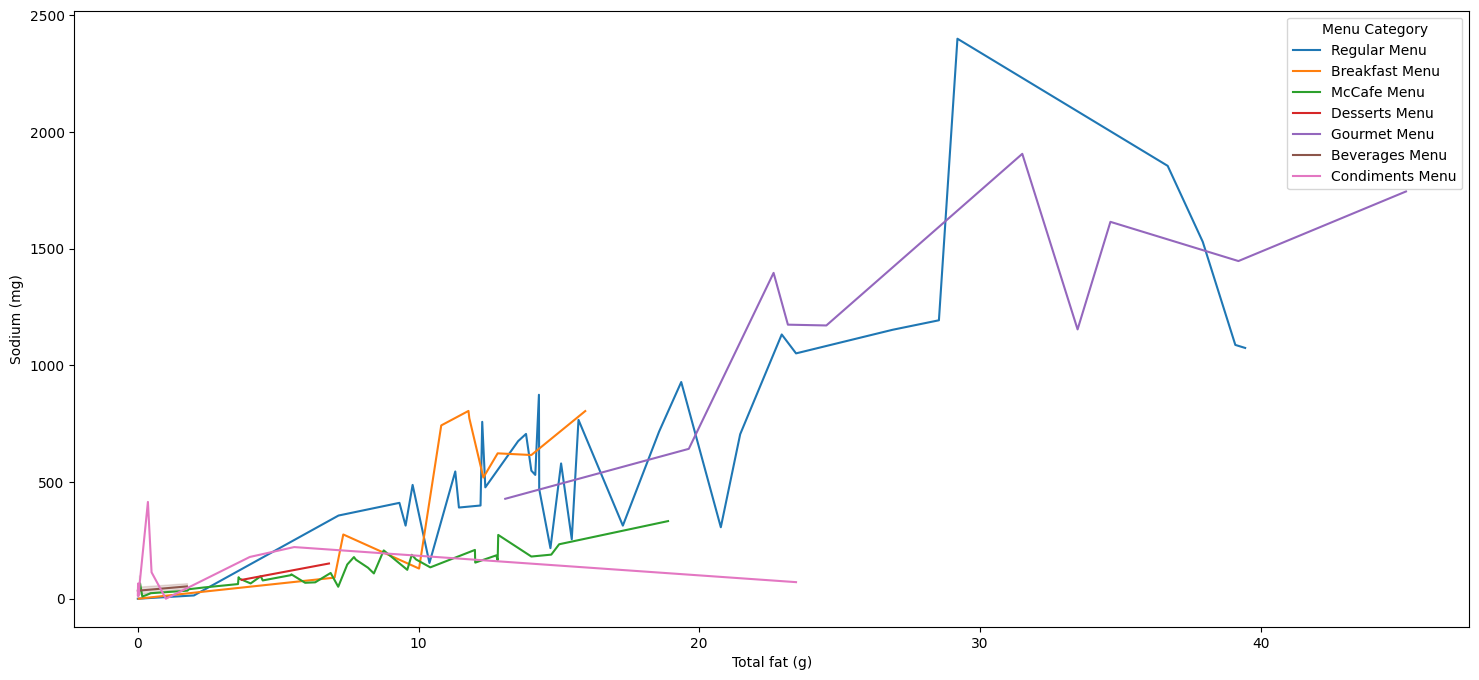 2500
2000
1500
1000
500
0
Sodium (mg)
0
10
20
30
40
Total fat (g)
Menu Category
Regular Menu
Breakfast Menu
McCafe Menu
Desserts Menu
Gourmet Menu
Beverages Menu
Condiments Menu